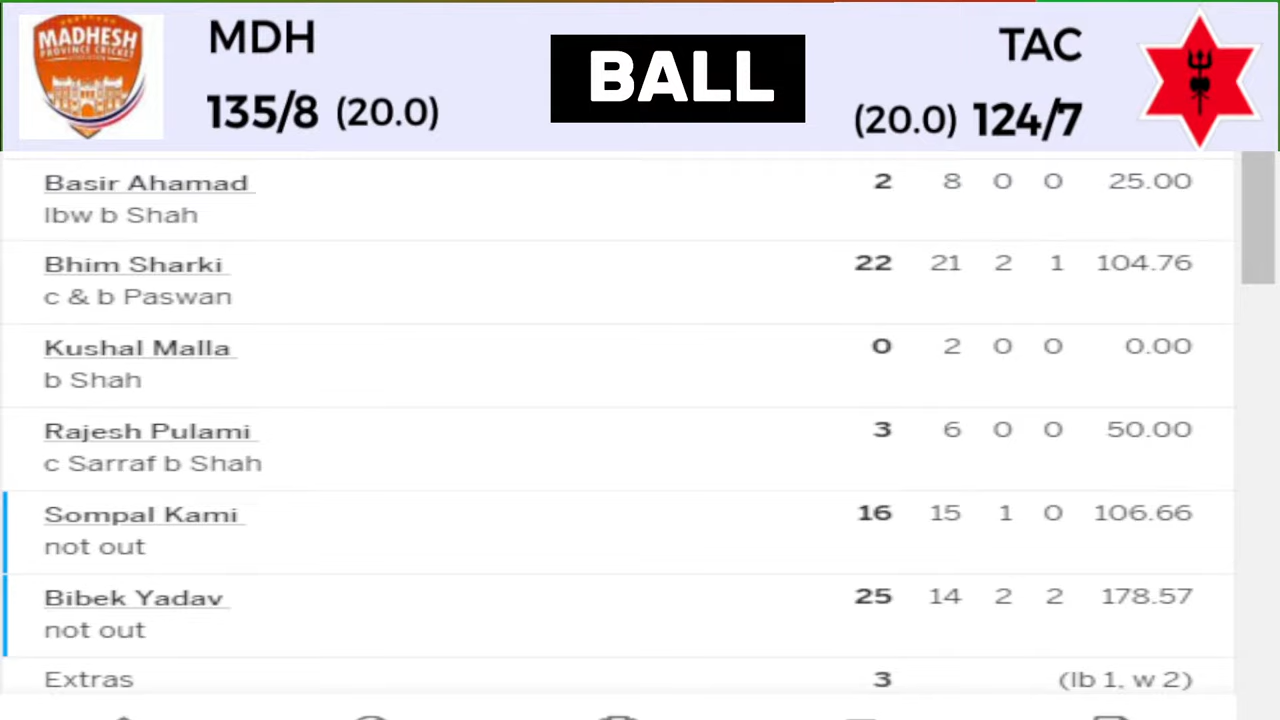 MADHESH
PROVINCE CRICKET
ASSOCIATION
MDH
135/8 (20.0)
BALL
TAC
(20.0) 124/7
Basir Ahamad 2 8 0 0 25.00
lbw b Shah
Bhim Sharki 22 21 2 1 104.76
c & b Paswan
Kushal Malla 0 2 0 0 0.00
b Shah
Rajesh Pulami 3 6 0 0 50.00
c Sarraf b Shah
Sompal Kami 16 15 1 0 106.66
not out
Bibek Yadav 25 14 2 2 178.57
not out
Extras 3 (lb 1, w 2)